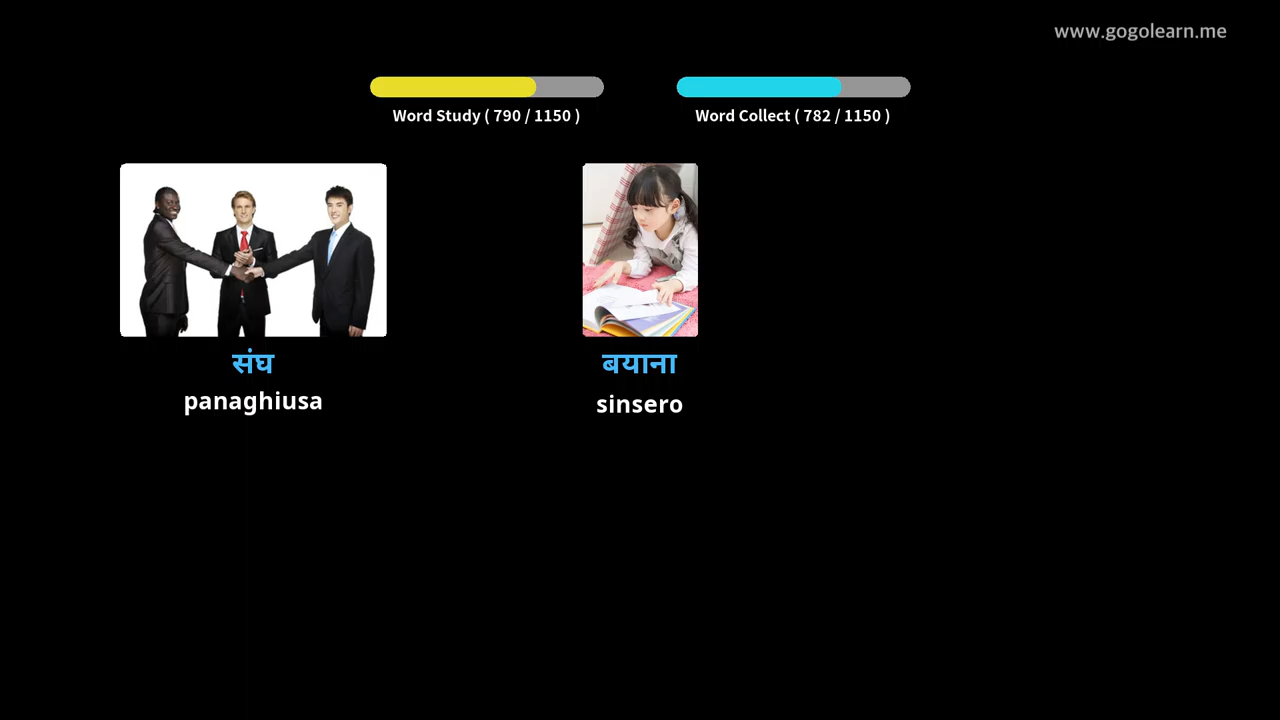 www.gogolearn.me
Word Study ( 790 / 1150 )
Word Collect ( 782 / 1150 )
संघ
panaghiusa
बयाना
sinsero